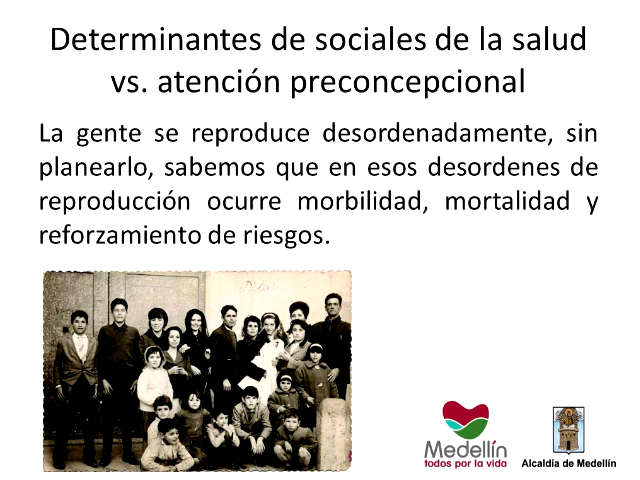 Determinantes de sociales de la salud
vs. atención preconcepcional
La gente se reproduce desordenadamente, sin
planearlo, sabemos que en esos desordenes de
reproducción ocurre morbilidad, mortalidad y
reforzamiento de riesgos.
Medellín
todos por la vida
Alcaldía de Medellín